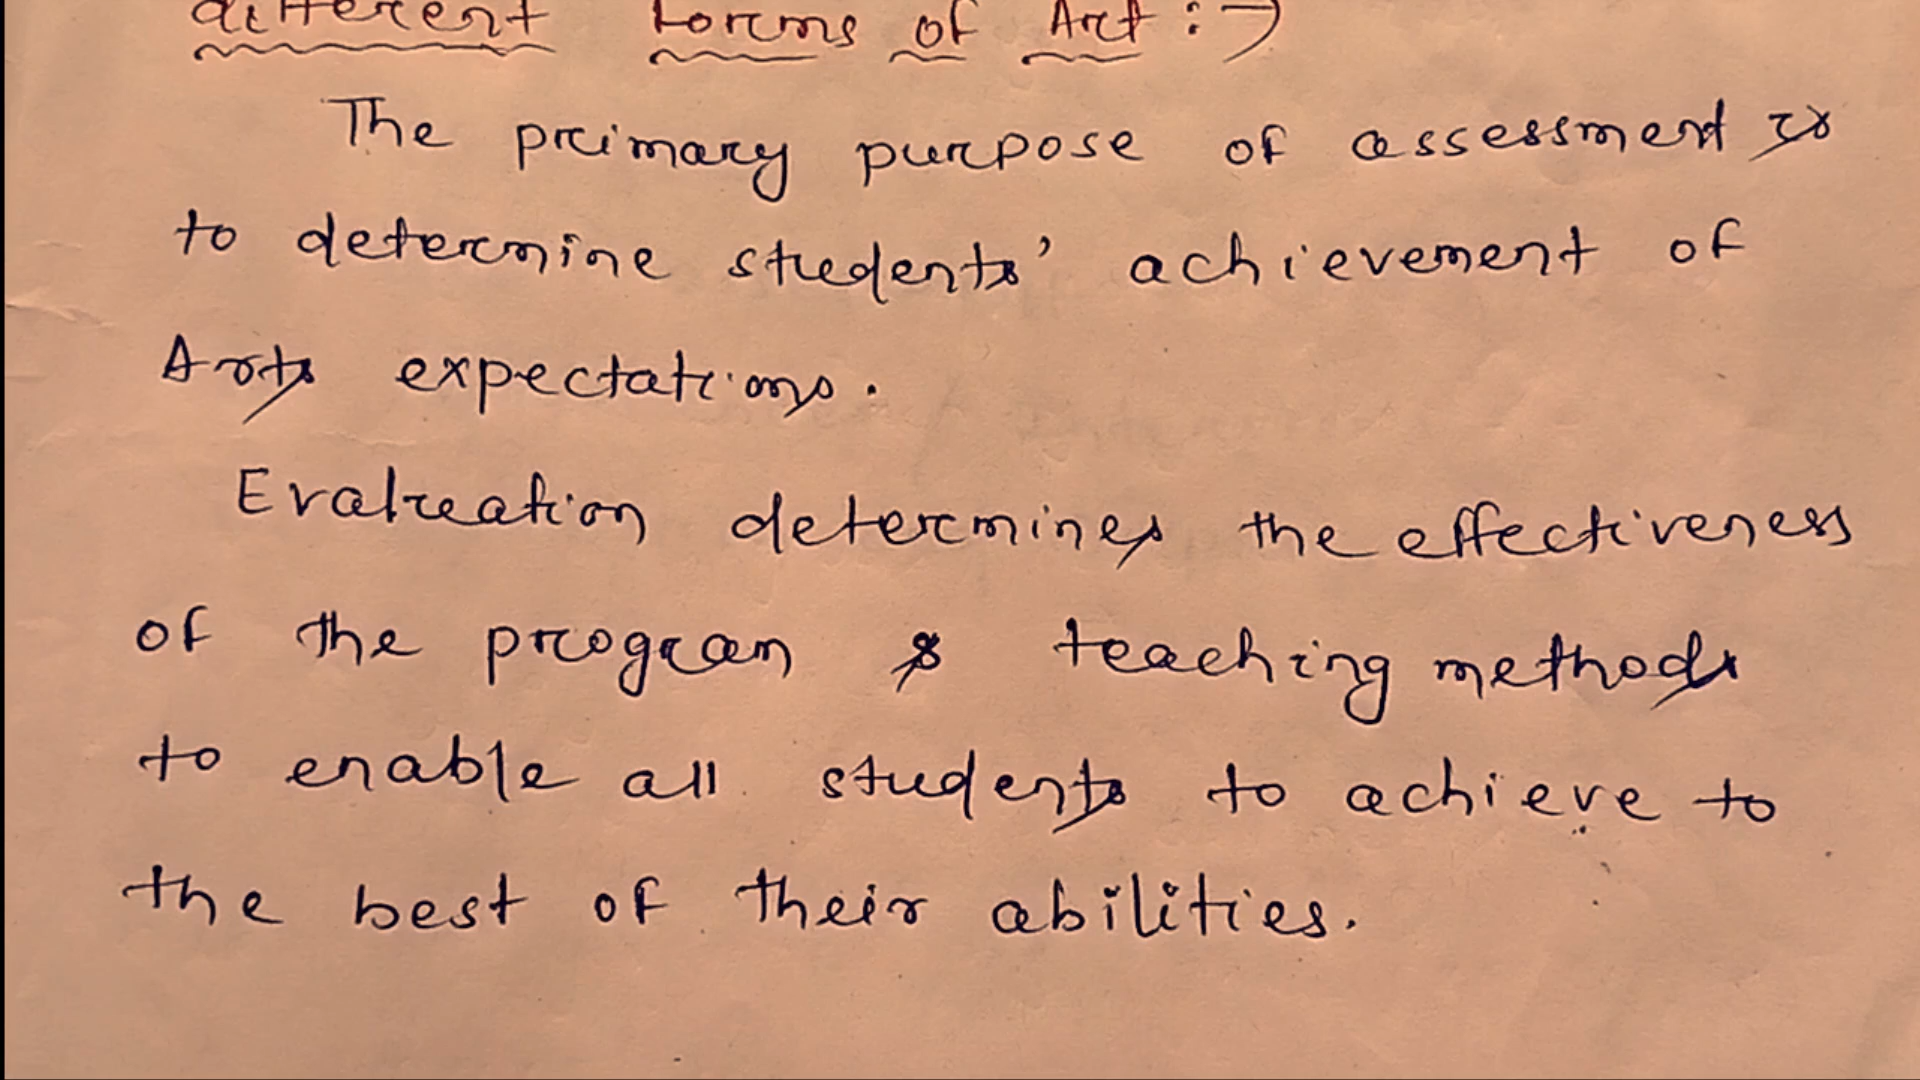 different forms of Art :→
The primary purpose of assessment is
to determine students' achievement of
Arts expectations.
Evaluation determines the effectiveness
of the program & teaching methods
to enable all students to achieve to
the best of their abilities.